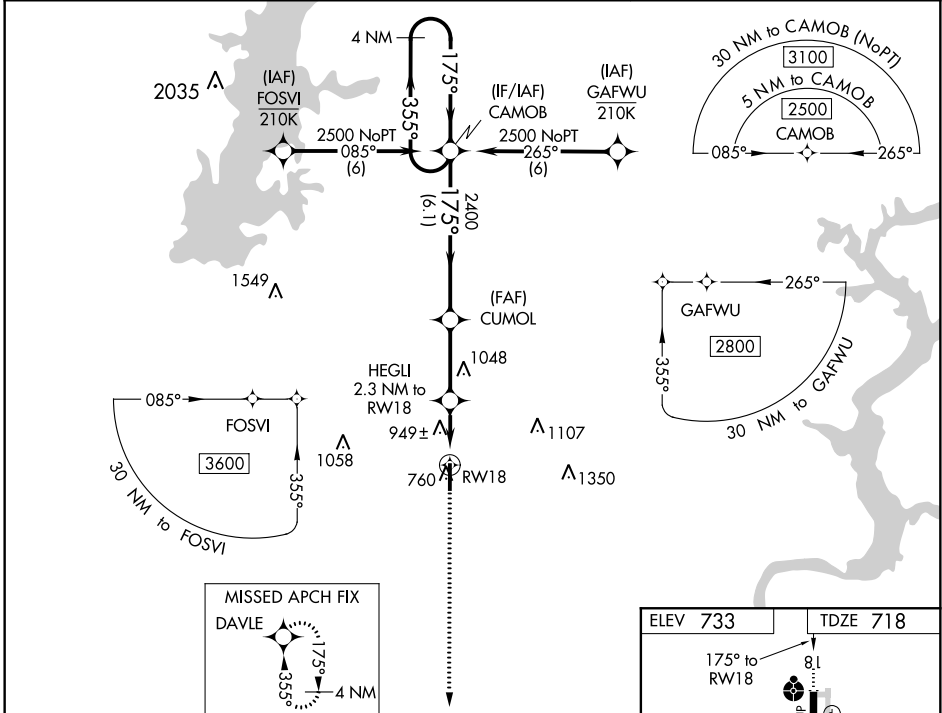 4 NM
175°
355°
2035
(IAF)
FOSVI
210K
(IF/IAF)
CAMOB
(IAF)
GAFWU
210K
2500 NoPT
085°
(6)
2500 NoPT
265°
(6)
30 NM to CAMOB (NoPT)
3100
5 NM to CAMOB
2500
CAMOB
085°
265°
2400
175°
(6.1)
1549
(FAF)
CUMOL
265°
GAFWU
2800
355°
30 NM to GAFWU
HEGLI
2.3 NM to
RW18
1048
949±
1107
085°
FOSVI
3600
355°
30 NM to FOSVI
1058
760
RW18
1350
MISSED APCH FIX
DAVLE
175°
355°
4 NM
ELEV 733
TDZE 718
175° to
RW18
18